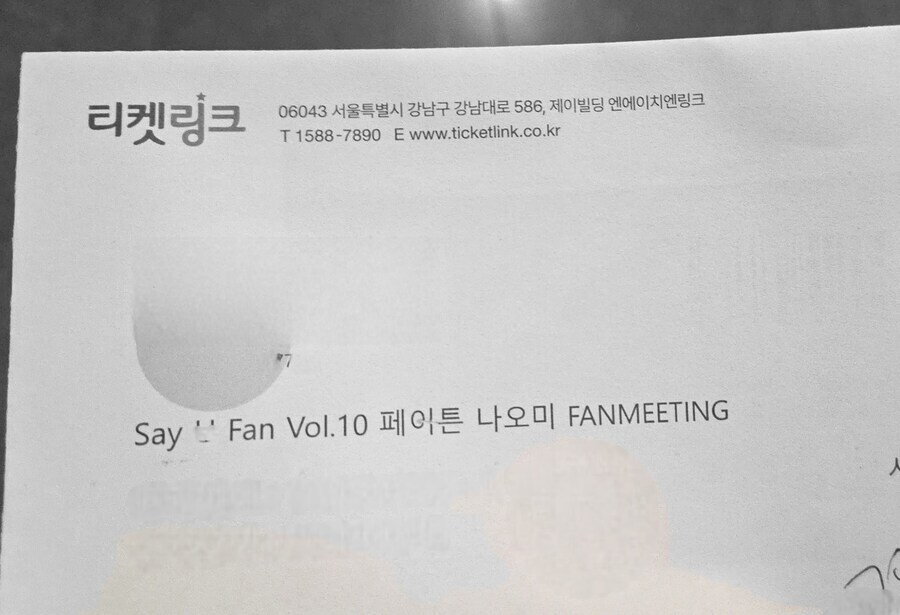 티켓링크
06043 서울특별시 강남구 강남대로 586, 제이빌딩 엔에이치엔링크
T 1588-7890 E www.ticketlink.co.kr
Say U Fan Vol.10 페이튼 나오미 FANMEETING